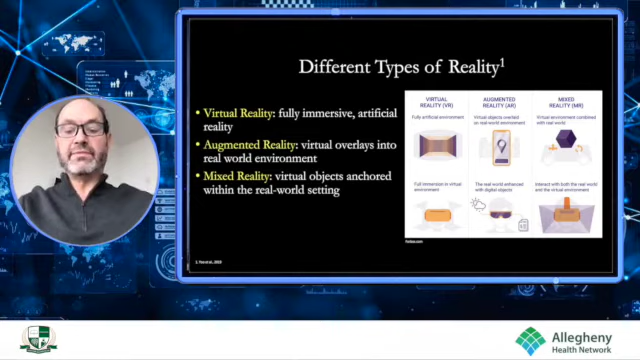 Different Types of Reality¹
• Virtual Reality: fully immersive, artificial
reality
• Augmented Reality: virtual overlays into
real world environment
• Mixed Reality: virtual objects anchored
within the real-world setting
VIRTUAL
REALITY (VR)
Fully artificial environment
Full immersion in virtual
environment
AUGMENTED
REALITY (AR)
Virtual objects overlaid on
real-world environment
The real world enhanced
with digital objects
MIXED
REALITY (MR)
Virtual environment combined
with real world
Interact with both the real world
and the virtual environment
Allegheny
Health Network